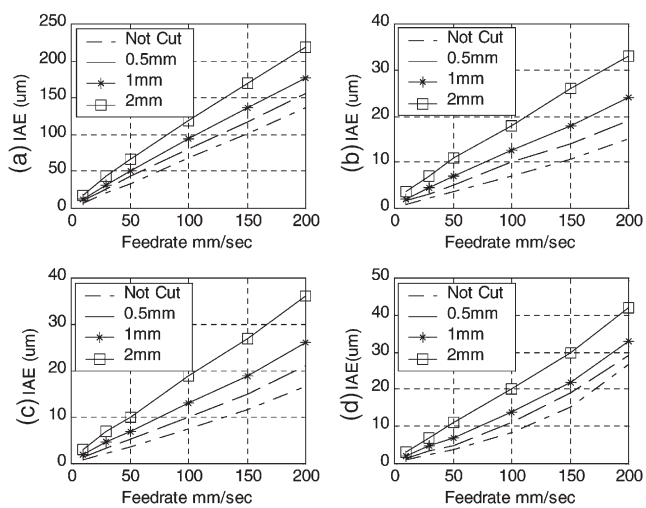 250
200
150
100
50
0
(a) IAE (um)
Not Cut
0.5mm
1mm
2mm
0 50 100 150 200
Feedrate mm/sec
40
30
20
10
0
(b) IAE (um)
Not Cut
0.5mm
1mm
2mm
0 50 100 150 200
Feedrate mm/sec
40
30
20
10
0
(c) IAE (um)
Not Cut
0.5mm
1mm
2mm
0 50 100 150 200
Feedrate mm/sec
50
40
30
20
10
0
(d) IAE(um)
Not Cut
0.5mm
1mm
2mm
0 50 100 150 200
Feedrate mm/sec